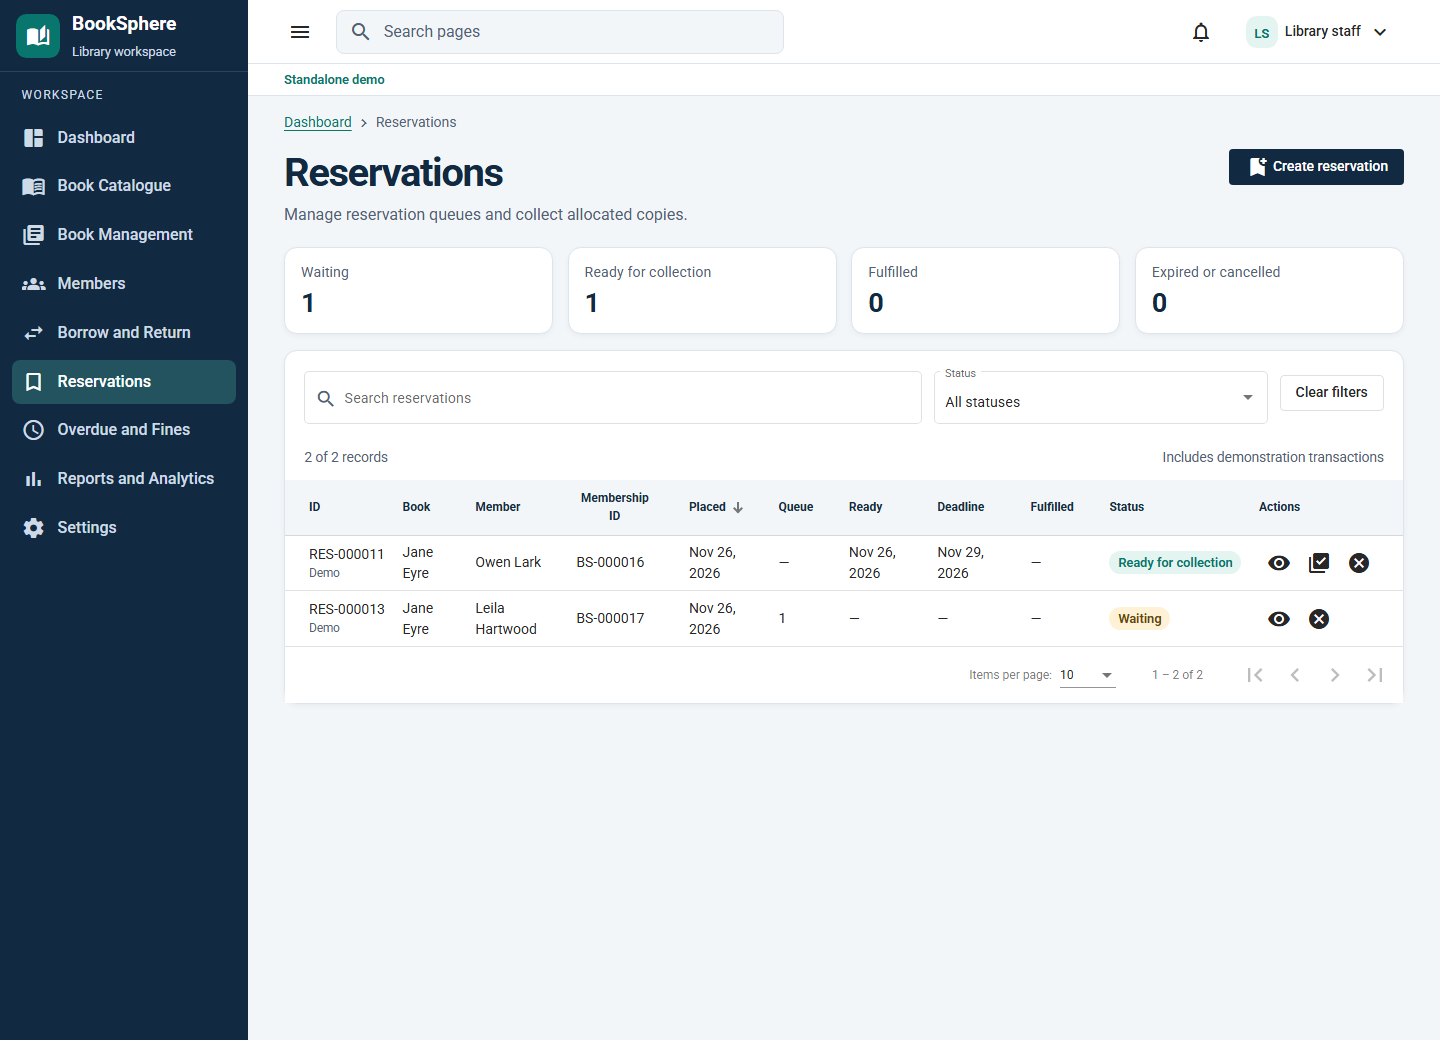 BookSphere
Library workspace
WORKSPACE
Dashboard
Book Catalogue
Book Management
Members
Borrow and Return
Reservations
Overdue and Fines
Reports and Analytics
Settings
Search pages
LS Library staff
Standalone demo
Dashboard > Reservations
Reservations
Create reservation
Manage reservation queues and collect allocated copies.
Waiting
1
Ready for collection
1
Fulfilled
0
Expired or cancelled
0
Search reservations
Status
All statuses
Clear filters
2 of 2 records
Includes demonstration transactions
ID Book Member Membership ID Placed Queue Ready Deadline Fulfilled Status Actions
RES-000011 Demo Jane Eyre Owen Lark BS-000016 Nov 26, 2026 — Nov 26, 2026 Nov 29, 2026 — Ready for collection
RES-000013 Demo Jane Eyre Leila Hartwood BS-000017 Nov 26, 2026 1 — — — Waiting
Items per page: 10 1 – 2 of 2